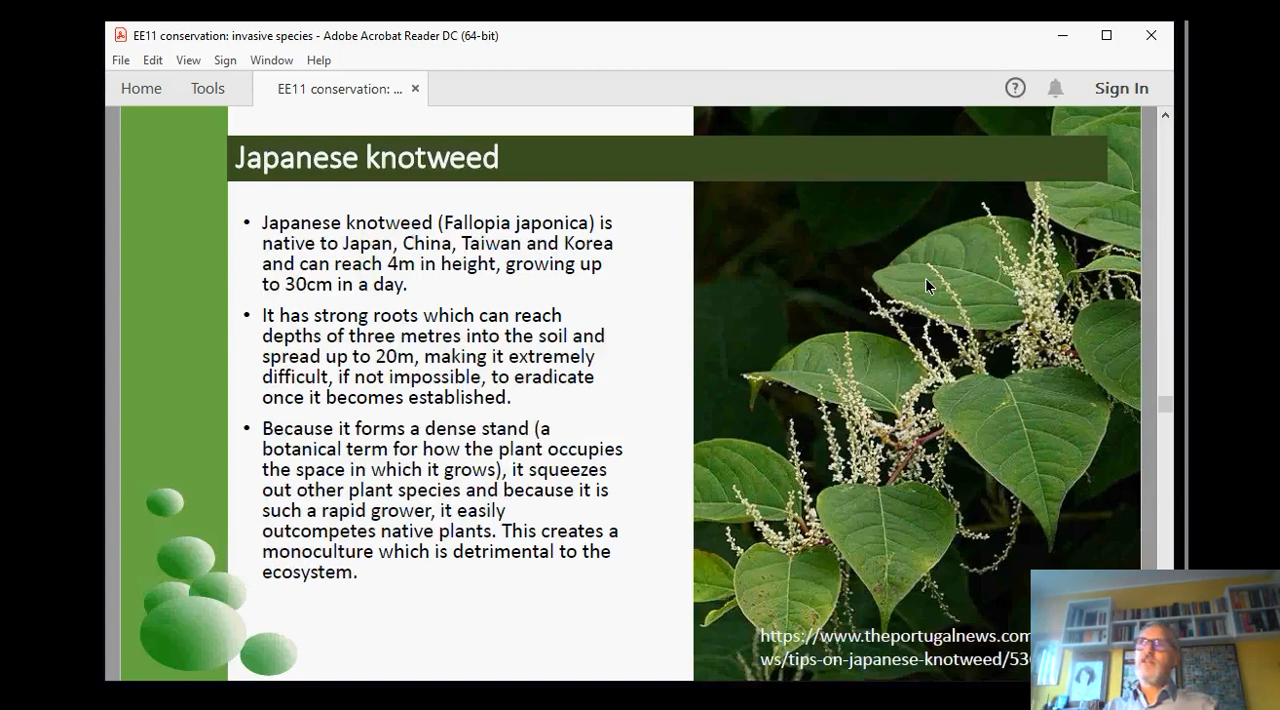 EE11 conservation: invasive species - Adobe Acrobat Reader DC (64-bit)
File Edit View Sign Window Help
Home Tools EE11 conservation: ... × ? Sign In
Japanese knotweed
• Japanese knotweed (Fallopia japonica) is
native to Japan, China, Taiwan and Korea
and can reach 4m in height, growing up
to 30cm in a day.
• It has strong roots which can reach
depths of three metres into the soil and
spread up to 20m, making it extremely
difficult, if not impossible, to eradicate
once it becomes established.
• Because it forms a dense stand (a
botanical term for how the plant occupies
the space in which it grows), it squeezes
out other plant species and because it is
such a rapid grower, it easily
outcompetes native plants. This creates a
monoculture which is detrimental to the
ecosystem.
https://www.theportugalnews.com
ws/tips-on-japanese-knotweed/53